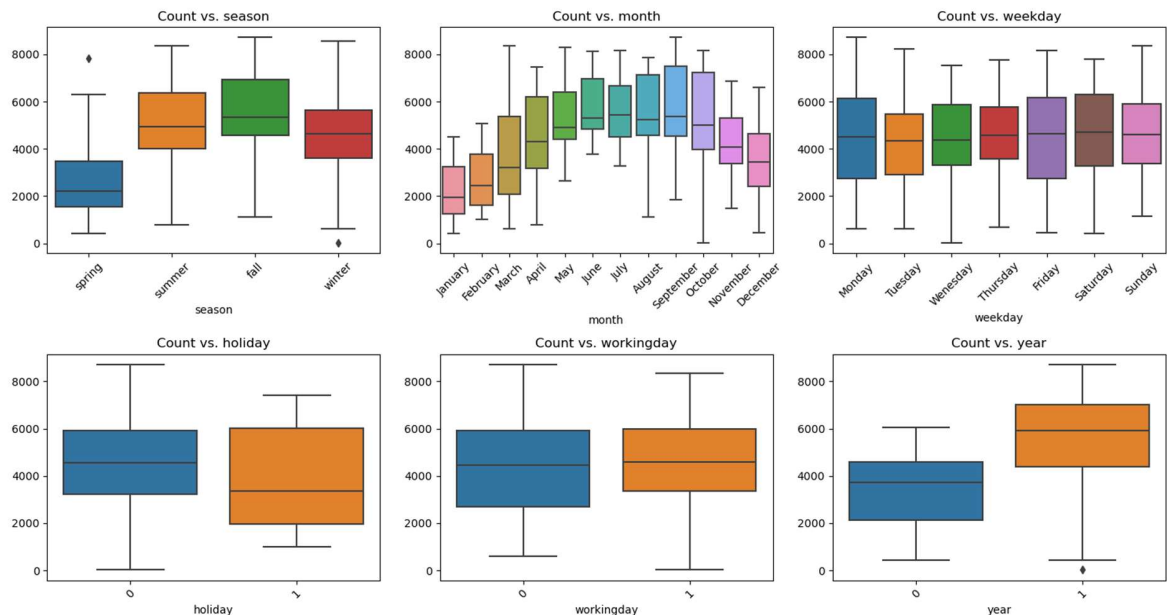 Count vs. season
8000
6000
4000
2000
0
spring
summer
fall
winter
season
Count vs. month
8000
6000
4000
2000
0
January
February
March
April
May
June
July
August
September
October
November
December
month
Count vs. weekday
8000
6000
4000
2000
0
Monday
Tuesday
Wenesday
Thursday
Friday
Saturday
Sunday
weekday
Count vs. holiday
8000
6000
4000
2000
0
0
1
holiday
Count vs. workingday
8000
6000
4000
2000
0
0
1
workingday
Count vs. year
8000
6000
4000
2000
0
0
1
year